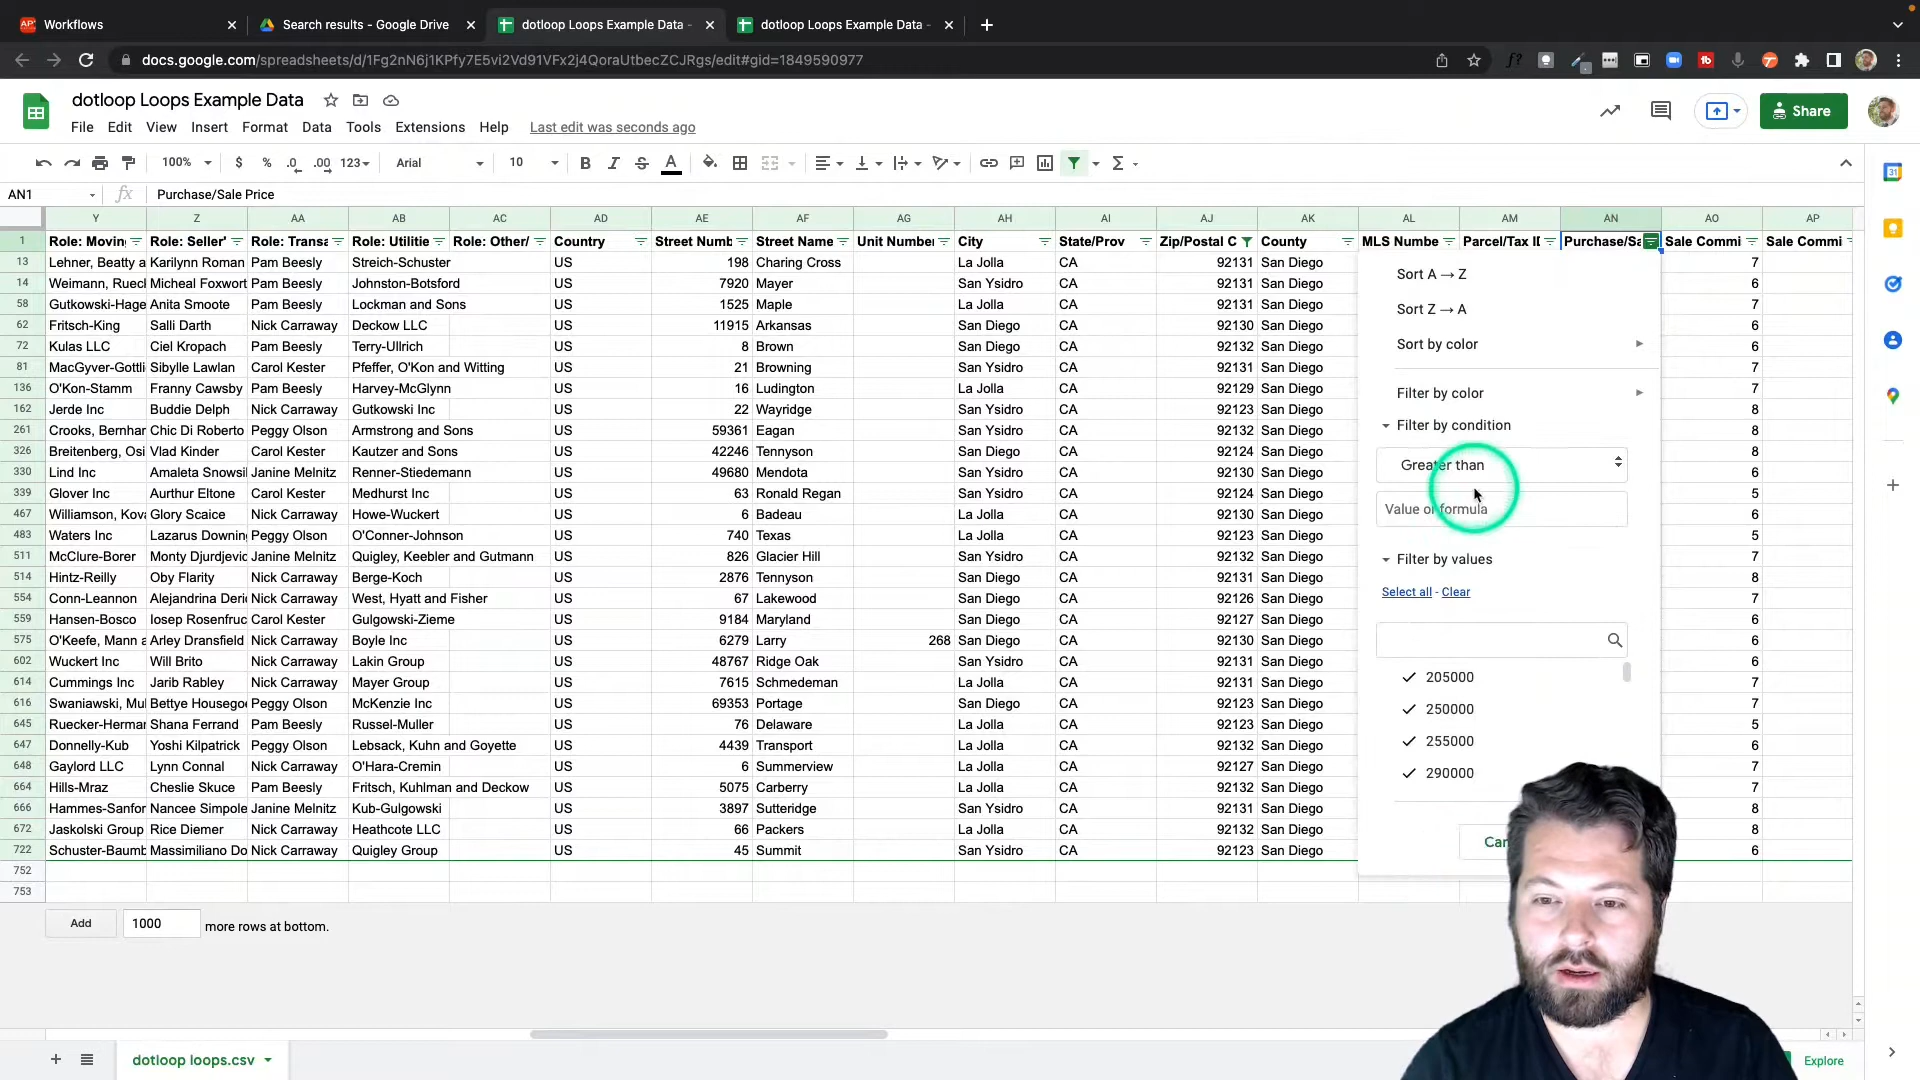 Workflows
Search results - Google Drive
dotloop Loops Example Data -
dotloop Loops Example Data -
docs.google.com/spreadsheets/d/1Fg2nN6j1KPfy7E5vi2Vd91VFx2j4QoraUtbecZCJRgs/edit#gid=1849590977
dotloop Loops Example Data
Share
File Edit View Insert Format Data Tools Extensions Help Last edit was seconds ago
100% $ % .0 .00 123 Arial 10 B I S A
AN1 fx Purchase/Sale Price
Y Z AA AB AC AD AE AF AG AH AI AJ AK AL AM AN AO AP
1 Role: Movin Role: Seller' Role: Transa Role: Utilitie Role: Other/ Country Street Numb Street Name Unit Number City State/Prov Zip/Postal C County MLS Numbe Parcel/Tax ID Purchase/Sa Sale Commi Sale Commi
13 Lehner, Beatty a Karilynn Roman Pam Beesly Streich-Schuster US 198 Charing Cross La Jolla CA 92131 San Diego 7
14 Weimann, Rueck Micheal Foxwort Pam Beesly Johnston-Botsford US 7920 Mayer San Ysidro CA 92131 San Diego 6
58 Gutkowski-Hage Anita Smoote Pam Beesly Lockman and Sons US 1525 Maple La Jolla CA 92131 San Diego 7
62 Fritsch-King Salli Darth Nick Carraway Deckow LLC US 11915 Arkansas San Diego CA 92130 San Diego 6
72 Kulas LLC Ciel Kropach Pam Beesly Terry-Ullrich US 8 Brown San Diego CA 92132 San Diego 6
81 MacGyver-Gottli Sibylle Lawlan Carol Kester Pfeffer, O'Kon and Witting US 21 Browning San Ysidro CA 92131 San Diego 7
136 O'Kon-Stamm Franny Cawsby Pam Beesly Harvey-McGlynn US 16 Ludington La Jolla CA 92129 San Diego 7
162 Jerde Inc Buddie Delph Nick Carraway Gutkowski Inc US 22 Wayridge San Ysidro CA 92123 San Diego 8
261 Crooks, Bernhar Chic Di Roberto Peggy Olson Armstrong and Sons US 59361 Eagan San Ysidro CA 92132 San Diego 8
326 Breitenberg, Osi Vlad Kinder Carol Kester Kautzer and Sons US 42246 Tennyson San Diego CA 92124 San Diego 8
330 Lind Inc Amaleta Snowsil Janine Melnitz Renner-Stiedemann US 49680 Mendota San Ysidro CA 92130 San Diego 6
339 Glover Inc Aurthur Eltone Carol Kester Medhurst Inc US 63 Ronald Regan San Ysidro CA 92124 San Diego 5
467 Williamson, Kova Glory Scaice Nick Carraway Howe-Wuckert US 6 Badeau La Jolla CA 92130 San Diego 6
483 Waters Inc Lazarus Downin Peggy Olson O'Conner-Johnson US 740 Texas La Jolla CA 92123 San Diego 5
511 McClure-Borer Monty Djurdjevic Janine Melnitz Quigley, Keebler and Gutmann US 826 Glacier Hill San Ysidro CA 92132 San Diego 7
514 Hintz-Reilly Oby Flarity Nick Carraway Berge-Koch US 2876 Tennyson San Diego CA 92131 San Diego 8
554 Conn-Leannon Alejandrina Deric Nick Carraway West, Hyatt and Fisher US 67 Lakewood San Diego CA 92126 San Diego 7
559 Hansen-Bosco Iosep Rosenfruc Carol Kester Gulgowski-Zieme US 9184 Maryland San Diego CA 92127 San Diego 6
575 O'Keefe, Mann a Arley Dransfield Nick Carraway Boyle Inc US 6279 Larry 268 San Diego CA 92130 San Diego 6
602 Wuckert Inc Will Brito Nick Carraway Lakin Group US 48767 Ridge Oak San Ysidro CA 92131 San Diego 6
614 Cummings Inc Jarib Rabley Nick Carraway Mayer Group US 7615 Schmedeman La Jolla CA 92131 San Diego 7
616 Swaniawski, Mul Bettye Housego Peggy Olson McKenzie Inc US 69353 Portage San Diego CA 92123 San Diego 7
645 Ruecker-Herman Shana Ferrand Pam Beesly Russel-Muller US 76 Delaware La Jolla CA 92123 San Diego 5
647 Donnelly-Kub Yoshi Kilpatrick Peggy Olson Lebsack, Kuhn and Goyette US 4439 Transport La Jolla CA 92132 San Diego 6
648 Gaylord LLC Lynn Connal Nick Carraway O'Hara-Cremin US 6 Summerview La Jolla CA 92127 San Diego 7
664 Hills-Mraz Cheslie Skuce Pam Beesly Fritsch, Kuhlman and Deckow US 5075 Carberry La Jolla CA 92132 San Diego 7
666 Hammes-Sanfor Nancee Simpole Janine Melnitz Kub-Gulgowski US 3897 Sutteridge San Ysidro CA 92131 San Diego 8
672 Jaskolski Group Rice Diemer Nick Carraway Heathcote LLC US 66 Packers La Jolla CA 92132 San Diego 8
722 Schuster-Baumb Massimiliano Do Nick Carraway Quigley Group US 45 Summit San Ysidro CA 92123 San Diego 6
752
753
Sort A → Z
Sort Z → A
Sort by color
Filter by color
Filter by condition
Greater than
Value or formula
Filter by values
Select all - Clear
205000
250000
255000
290000
Can
Add 1000 more rows at bottom.
dotloop loops.csv
Explore